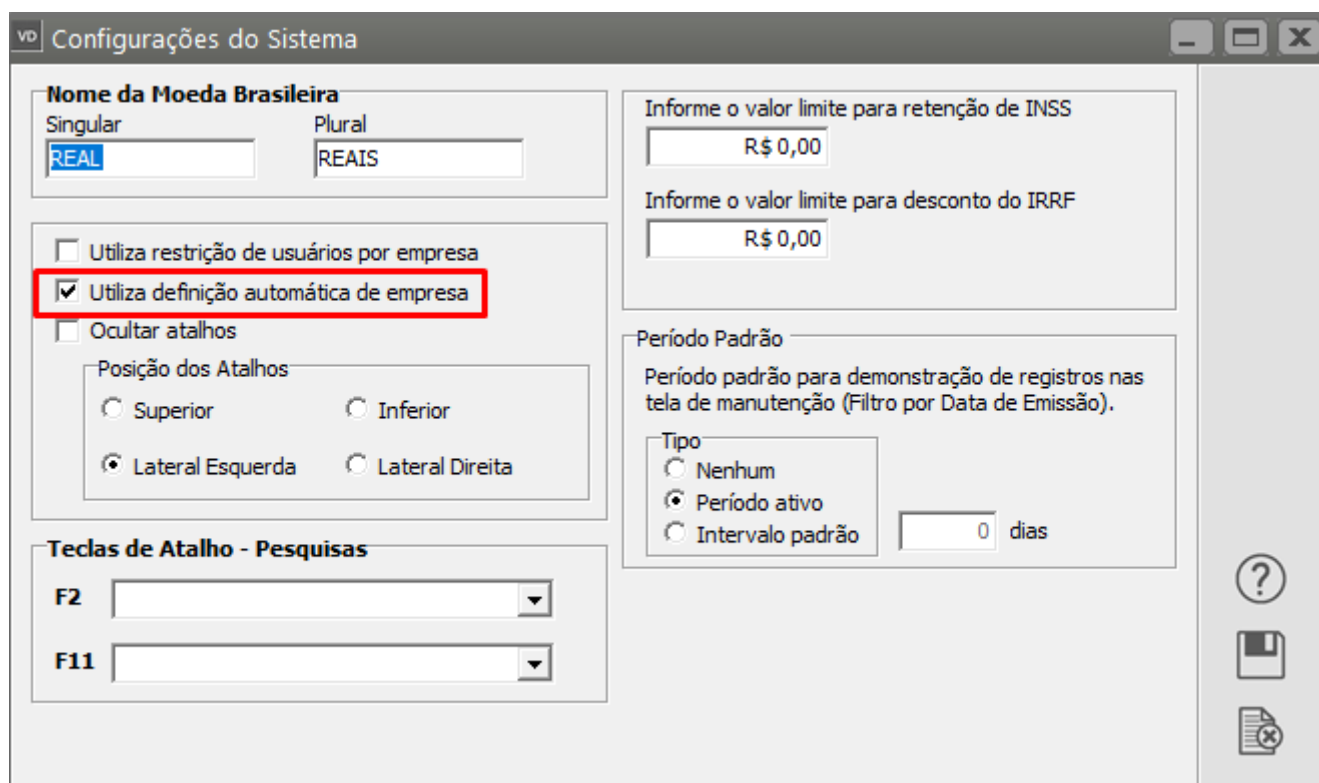 VD Configurações do Sistema
Nome da Moeda Brasileira
Singular Plural
REAL REAIS
Utiliza restrição de usuários por empresa
Utiliza definição automática de empresa
Ocultar atalhos
Posição dos Atalhos
Superior Inferior
Lateral Esquerda Lateral Direita
Teclas de Atalho - Pesquisas
F2
F11
Informe o valor limite para retenção de INSS
R$ 0,00
Informe o valor limite para desconto do IRRF
R$ 0,00
Período Padrão
Período padrão para demonstração de registros nas
tela de manutenção (Filtro por Data de Emissão).
Tipo
Nenhum
Período ativo
Intervalo padrão 0 dias
?